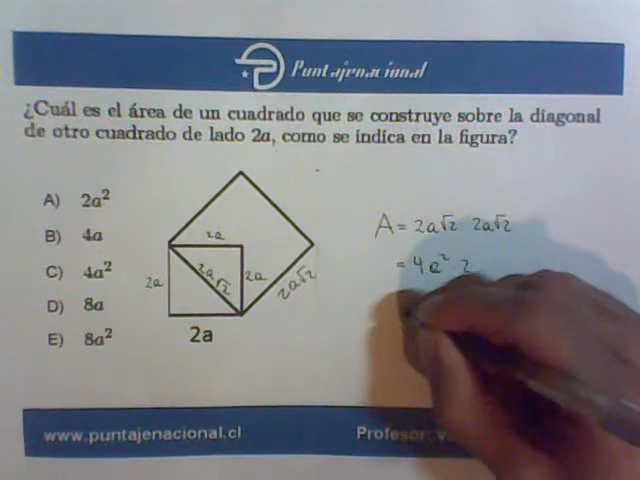 Puntajenacional
¿Cuál es el área de un cuadrado que se construye sobre la diagonal
de otro cuadrado de lado 2a, como se indica en la figura?
A) 2a²
B) 4a
C) 4a²
D) 8a
E) 8a²
2a
2a
2a√2
2a
2a√2
2a
A = 2a√2 2a√2
= 4a² 2
www.puntajenacional.cl
Profesor: